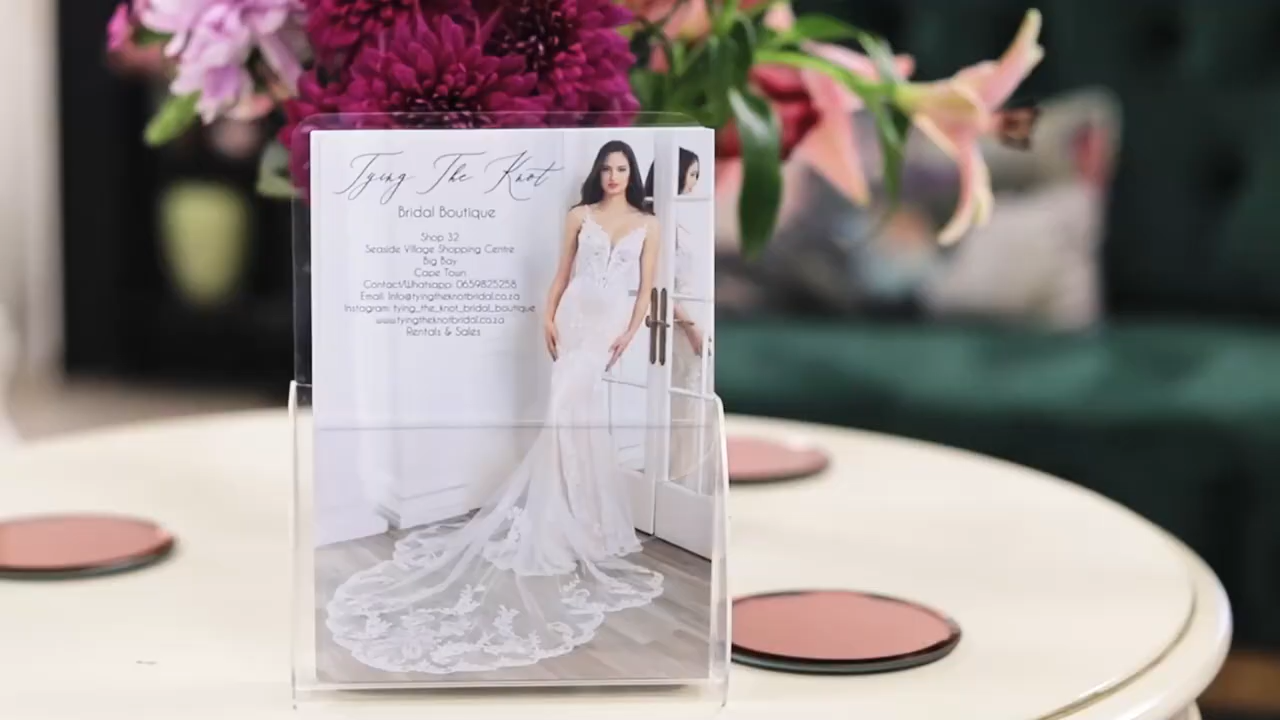 Tying The Knot
Bridal Boutique
Shop 32
Seaside Village Shopping Centre
Big Bay
Cape Town
Contact/Whatsapp: 0659825258
Email: Info@tyingtheknotbridal.co.za
Instagram: tying_the_knot_bridal_boutique
www.tyingtheknotbridal.co.za
Rentals & Sales